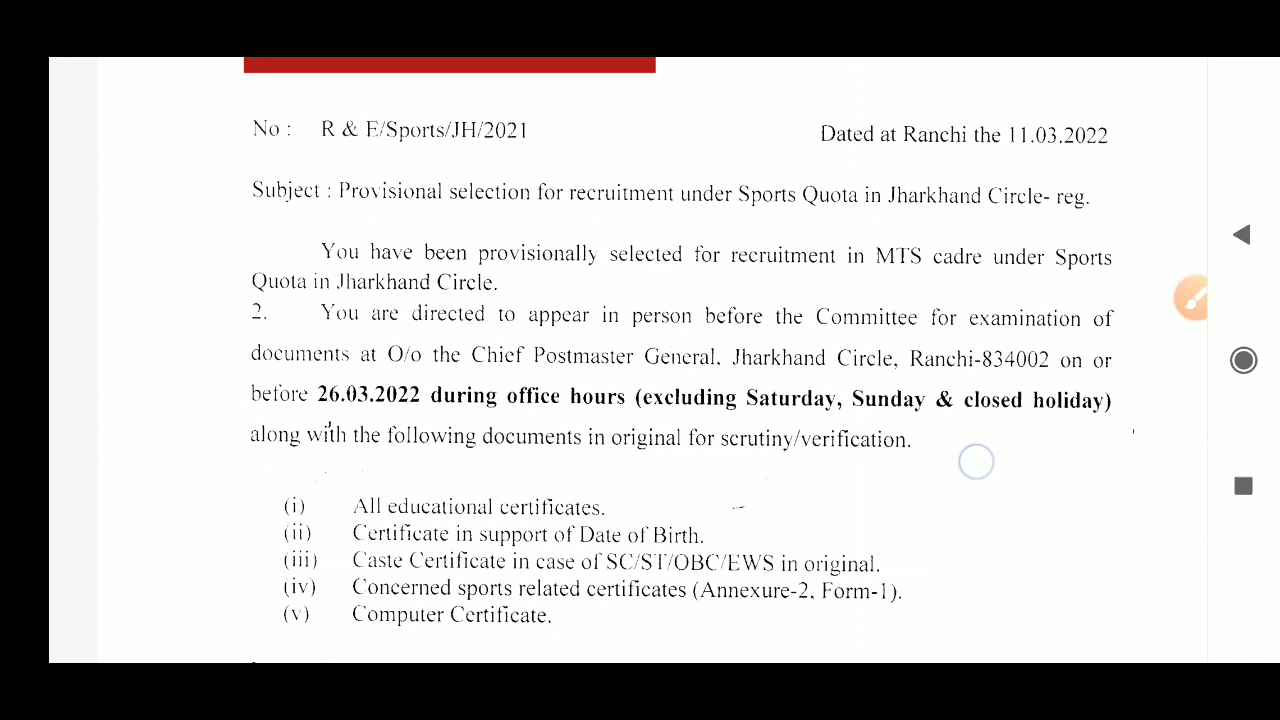 No : R & E/Sports/JH/2021
Dated at Ranchi the 11.03.2022
Subject : Provisional selection for recruitment under Sports Quota in Jharkhand Circle- reg.
You have been provisionally selected for recruitment in MTS cadre under Sports
Quota in Jharkhand Circle.
2. You are directed to appear in person before the Committee for examination of
documents at O/o the Chief Postmaster General, Jharkhand Circle, Ranchi-834002 on or
before 26.03.2022 during office hours (excluding Saturday, Sunday & closed holiday)
along with the following documents in original for scrutiny/verification.
(i) All educational certificates.
(ii) Certificate in support of Date of Birth.
(iii) Caste Certificate in case of SC/ST/OBC/EWS in original.
(iv) Concerned sports related certificates (Annexure-2, Form-1).
(v) Computer Certificate.